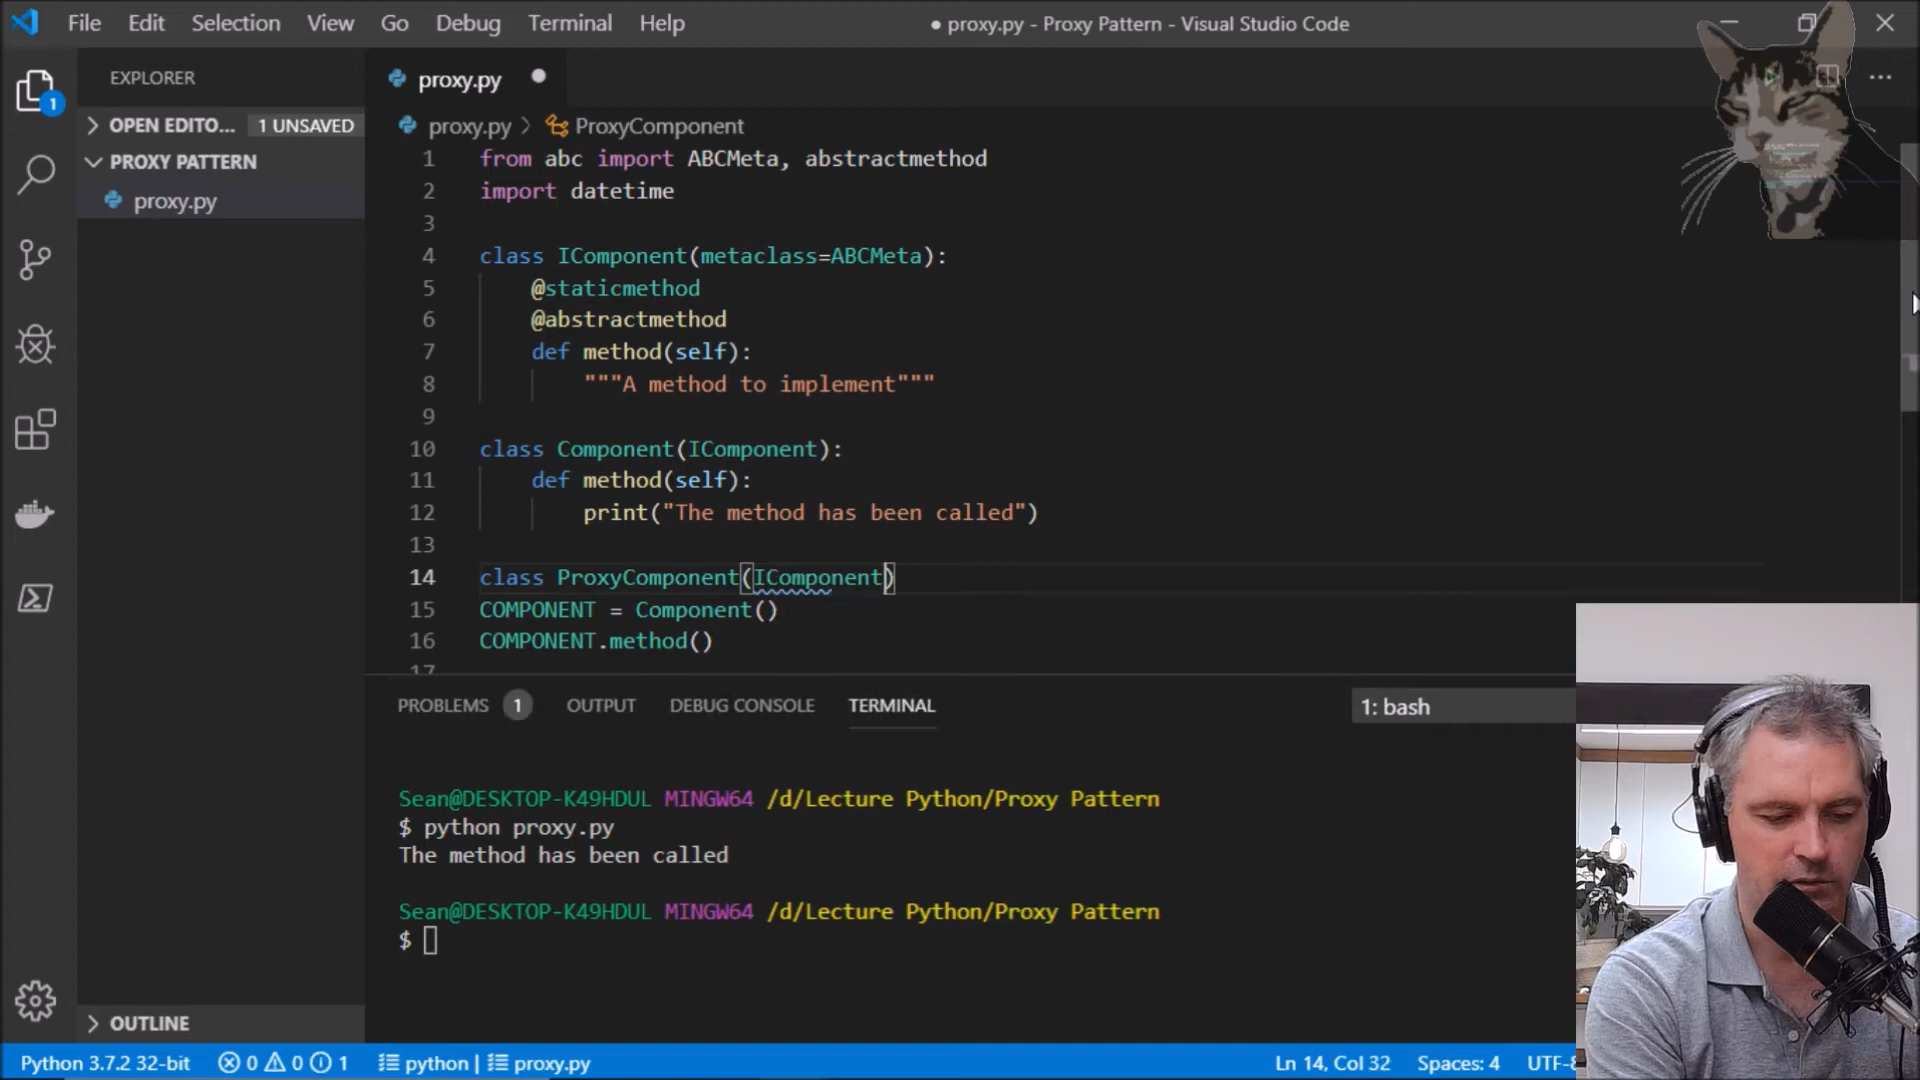 File Edit Selection View Go Debug Terminal Help
● proxy.py - Proxy Pattern - Visual Studio Code
EXPLORER
OPEN EDITO... 1 UNSAVED
PROXY PATTERN
proxy.py
OUTLINE
1
proxy.py
proxy.py > ProxyComponent
1 from abc import ABCMeta, abstractmethod
2 import datetime
3
4 class IComponent(metaclass=ABCMeta):
5 @staticmethod
6 @abstractmethod
7 def method(self):
8 """A method to implement"""
9
10 class Component(IComponent):
11 def method(self):
12 print("The method has been called")
13
14 class ProxyComponent(IComponent)
15 COMPONENT = Component()
16 COMPONENT.method()
17
PROBLEMS 1 OUTPUT DEBUG CONSOLE TERMINAL 1: bash
Sean@DESKTOP-K49HDUL MINGW64 /d/Lecture Python/Proxy Pattern
$ python proxy.py
The method has been called
Sean@DESKTOP-K49HDUL MINGW64 /d/Lecture Python/Proxy Pattern
$
Python 3.7.2 32-bit 0 0 1 python | proxy.py Ln 14, Col 32 Spaces: 4 UTF-8